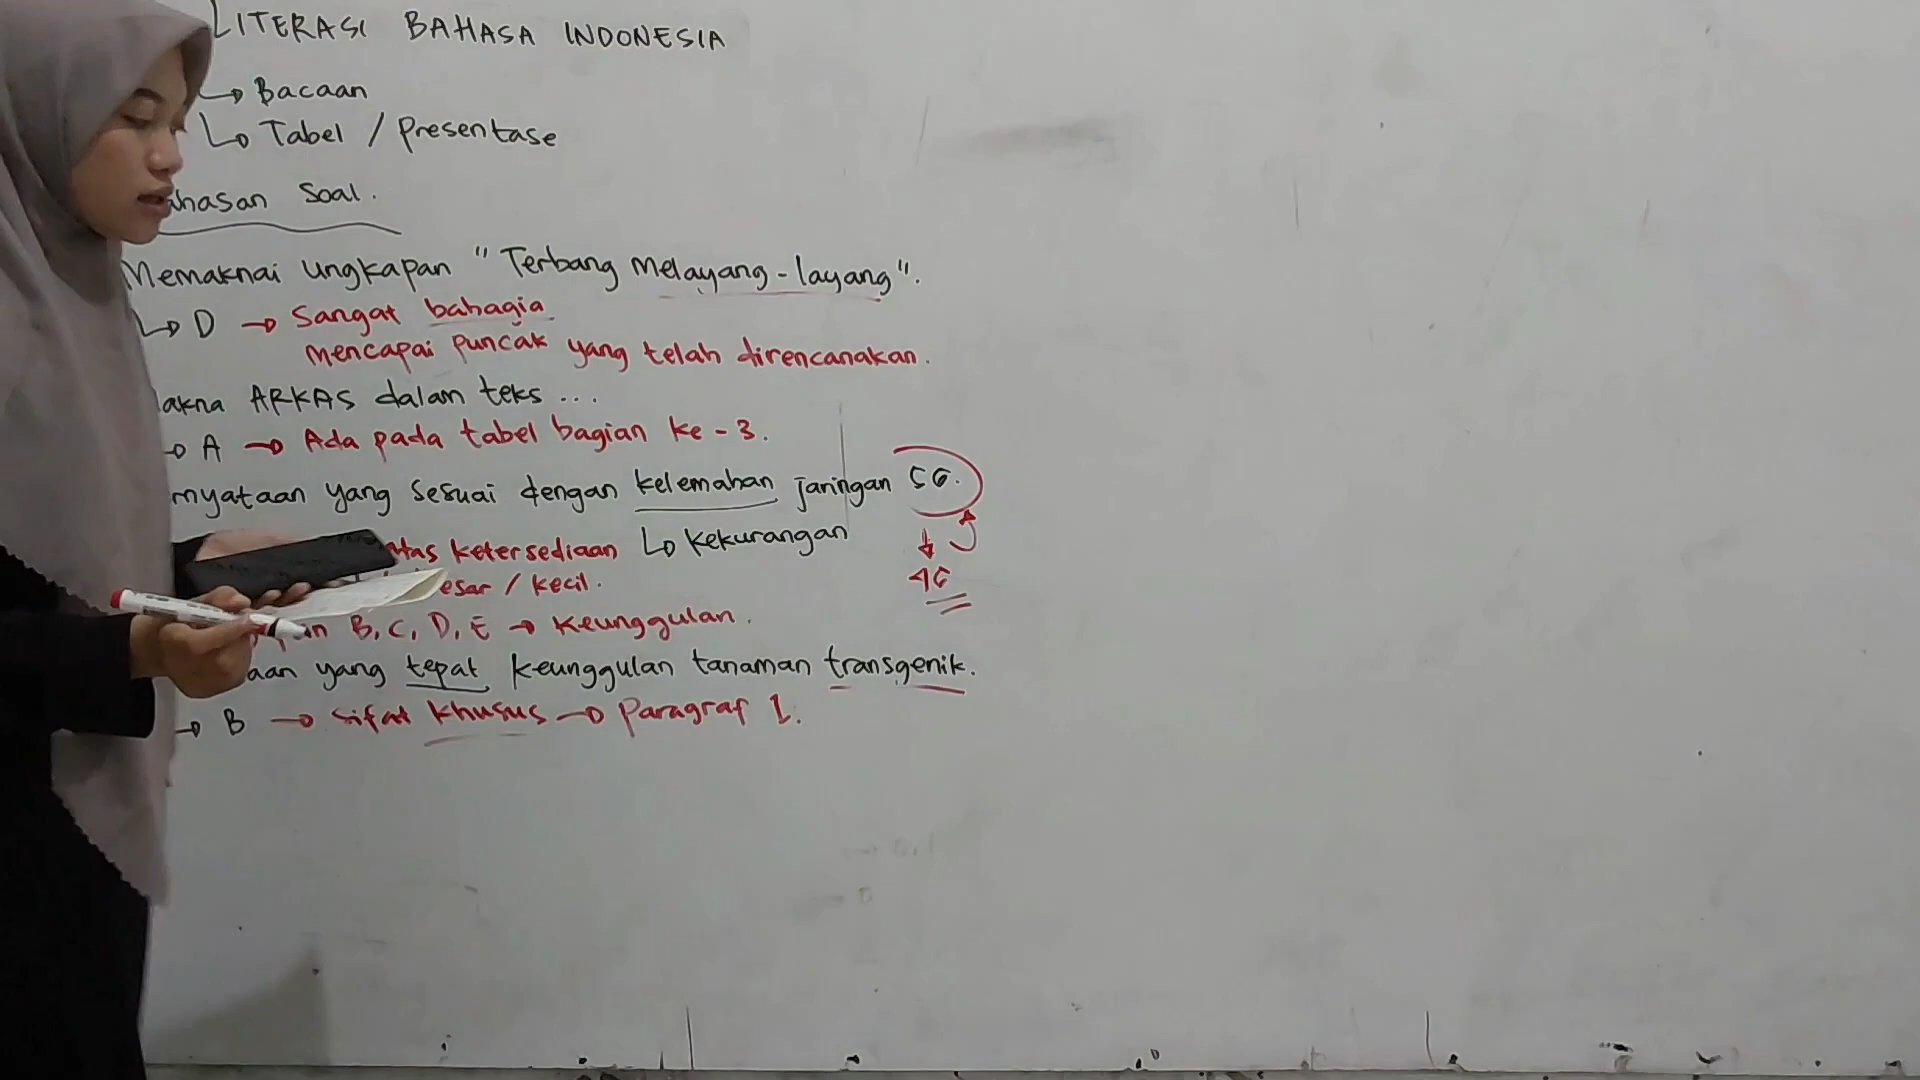 LITERASI BAHASA INDONESIA
↳ Bacaan
↳ Tabel / Presentase
ahasan Soal.
Memaknai ungkapan "Terbang melayang-layang".
↳ D → Sangat bahagia
mencapai puncak yang telah direncanakan.
akna ARKAS dalam teks ...
→ A → Ada pada tabel bagian ke-3.
rnyataan yang sesuai dengan kelemahan jaringan 5G.
tas ketersediaan ↳ kekurangan
↓
esar / kecil. 4G
an B, C, D, E → Keunggulan.
aan yang tepat keunggulan tanaman transgenik.
→ B → Sifat khusus → Paragraf 1.